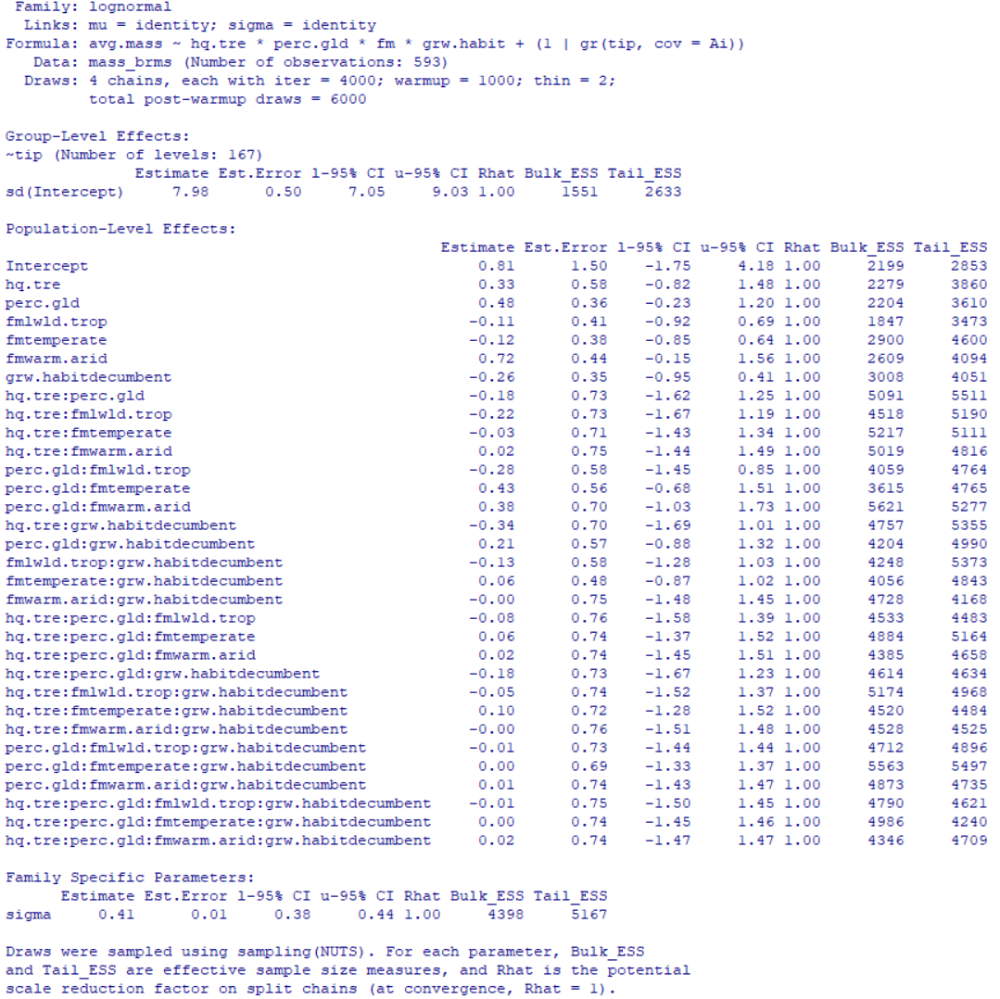 Family: lognormal
Links: mu = identity; sigma = identity
Formula: avg.mass ~ hq.tre * perc.gld * fm * grw.habit + (1 | gr(tip, cov = Ai))
Data: mass_brms (Number of observations: 593)
Draws: 4 chains, each with iter = 4000; warmup = 1000; thin = 2;
total post-warmup draws = 6000
Group-Level Effects:
~tip (Number of levels: 167)
Estimate Est.Error l-95% CI u-95% CI Rhat Bulk_ESS Tail_ESS
sd(Intercept) 7.98 0.50 7.05 9.03 1.00 1551 2633
Population-Level Effects:
Estimate Est.Error l-95% CI u-95% CI Rhat Bulk_ESS Tail_ESS
Intercept 0.81 1.50 -1.75 4.18 1.00 2199 2853
hq.tre 0.33 0.58 -0.82 1.48 1.00 2279 3860
perc.gld 0.48 0.36 -0.23 1.20 1.00 2204 3610
fmlwld.trop -0.11 0.41 -0.92 0.69 1.00 1847 3473
fmtemperate -0.12 0.38 -0.85 0.64 1.00 2900 4600
fmwarm.arid 0.72 0.44 -0.15 1.56 1.00 2609 4094
grw.habitdecumbent -0.26 0.35 -0.95 0.41 1.00 3008 4051
hq.tre:perc.gld -0.18 0.73 -1.62 1.25 1.00 5091 5511
hq.tre:fmlwld.trop -0.22 0.73 -1.67 1.19 1.00 4518 5190
hq.tre:fmtemperate -0.03 0.71 -1.43 1.34 1.00 5217 5111
hq.tre:fmwarm.arid 0.02 0.75 -1.44 1.49 1.00 5019 4816
perc.gld:fmlwld.trop -0.28 0.58 -1.45 0.85 1.00 4059 4764
perc.gld:fmtemperate 0.43 0.56 -0.68 1.51 1.00 3615 4765
perc.gld:fmwarm.arid 0.38 0.70 -1.03 1.73 1.00 5621 5277
hq.tre:grw.habitdecumbent -0.34 0.70 -1.69 1.01 1.00 4757 5355
perc.gld:grw.habitdecumbent 0.21 0.57 -0.88 1.32 1.00 4204 4990
fmlwld.trop:grw.habitdecumbent -0.13 0.58 -1.28 1.03 1.00 4248 5373
fmtemperate:grw.habitdecumbent 0.06 0.48 -0.87 1.02 1.00 4056 4843
fmwarm.arid:grw.habitdecumbent -0.00 0.75 -1.48 1.45 1.00 4728 4168
hq.tre:perc.gld:fmlwld.trop -0.08 0.76 -1.58 1.39 1.00 4533 4483
hq.tre:perc.gld:fmtemperate 0.06 0.74 -1.37 1.52 1.00 4884 5164
hq.tre:perc.gld:fmwarm.arid 0.02 0.74 -1.45 1.51 1.00 4385 4658
hq.tre:perc.gld:grw.habitdecumbent -0.18 0.73 -1.67 1.23 1.00 4614 4634
hq.tre:fmlwld.trop:grw.habitdecumbent -0.05 0.74 -1.52 1.37 1.00 5174 4968
hq.tre:fmtemperate:grw.habitdecumbent 0.10 0.72 -1.28 1.52 1.00 4520 4484
hq.tre:fmwarm.arid:grw.habitdecumbent -0.00 0.76 -1.51 1.48 1.00 4528 4525
perc.gld:fmlwld.trop:grw.habitdecumbent -0.01 0.73 -1.44 1.44 1.00 4712 4896
perc.gld:fmtemperate:grw.habitdecumbent 0.00 0.69 -1.33 1.37 1.00 5563 5497
perc.gld:fmwarm.arid:grw.habitdecumbent 0.01 0.74 -1.43 1.47 1.00 4873 4735
hq.tre:perc.gld:fmlwld.trop:grw.habitdecumbent -0.01 0.75 -1.50 1.45 1.00 4790 4621
hq.tre:perc.gld:fmtemperate:grw.habitdecumbent 0.00 0.74 -1.45 1.46 1.00 4986 4240
hq.tre:perc.gld:fmwarm.arid:grw.habitdecumbent 0.02 0.74 -1.47 1.47 1.00 4346 4709
Family Specific Parameters:
Estimate Est.Error l-95% CI u-95% CI Rhat Bulk_ESS Tail_ESS
sigma 0.41 0.01 0.38 0.44 1.00 4398 5167
Draws were sampled using sampling(NUTS). For each parameter, Bulk_ESS
and Tail_ESS are effective sample size measures, and Rhat is the potential
scale reduction factor on split chains (at convergence, Rhat = 1).